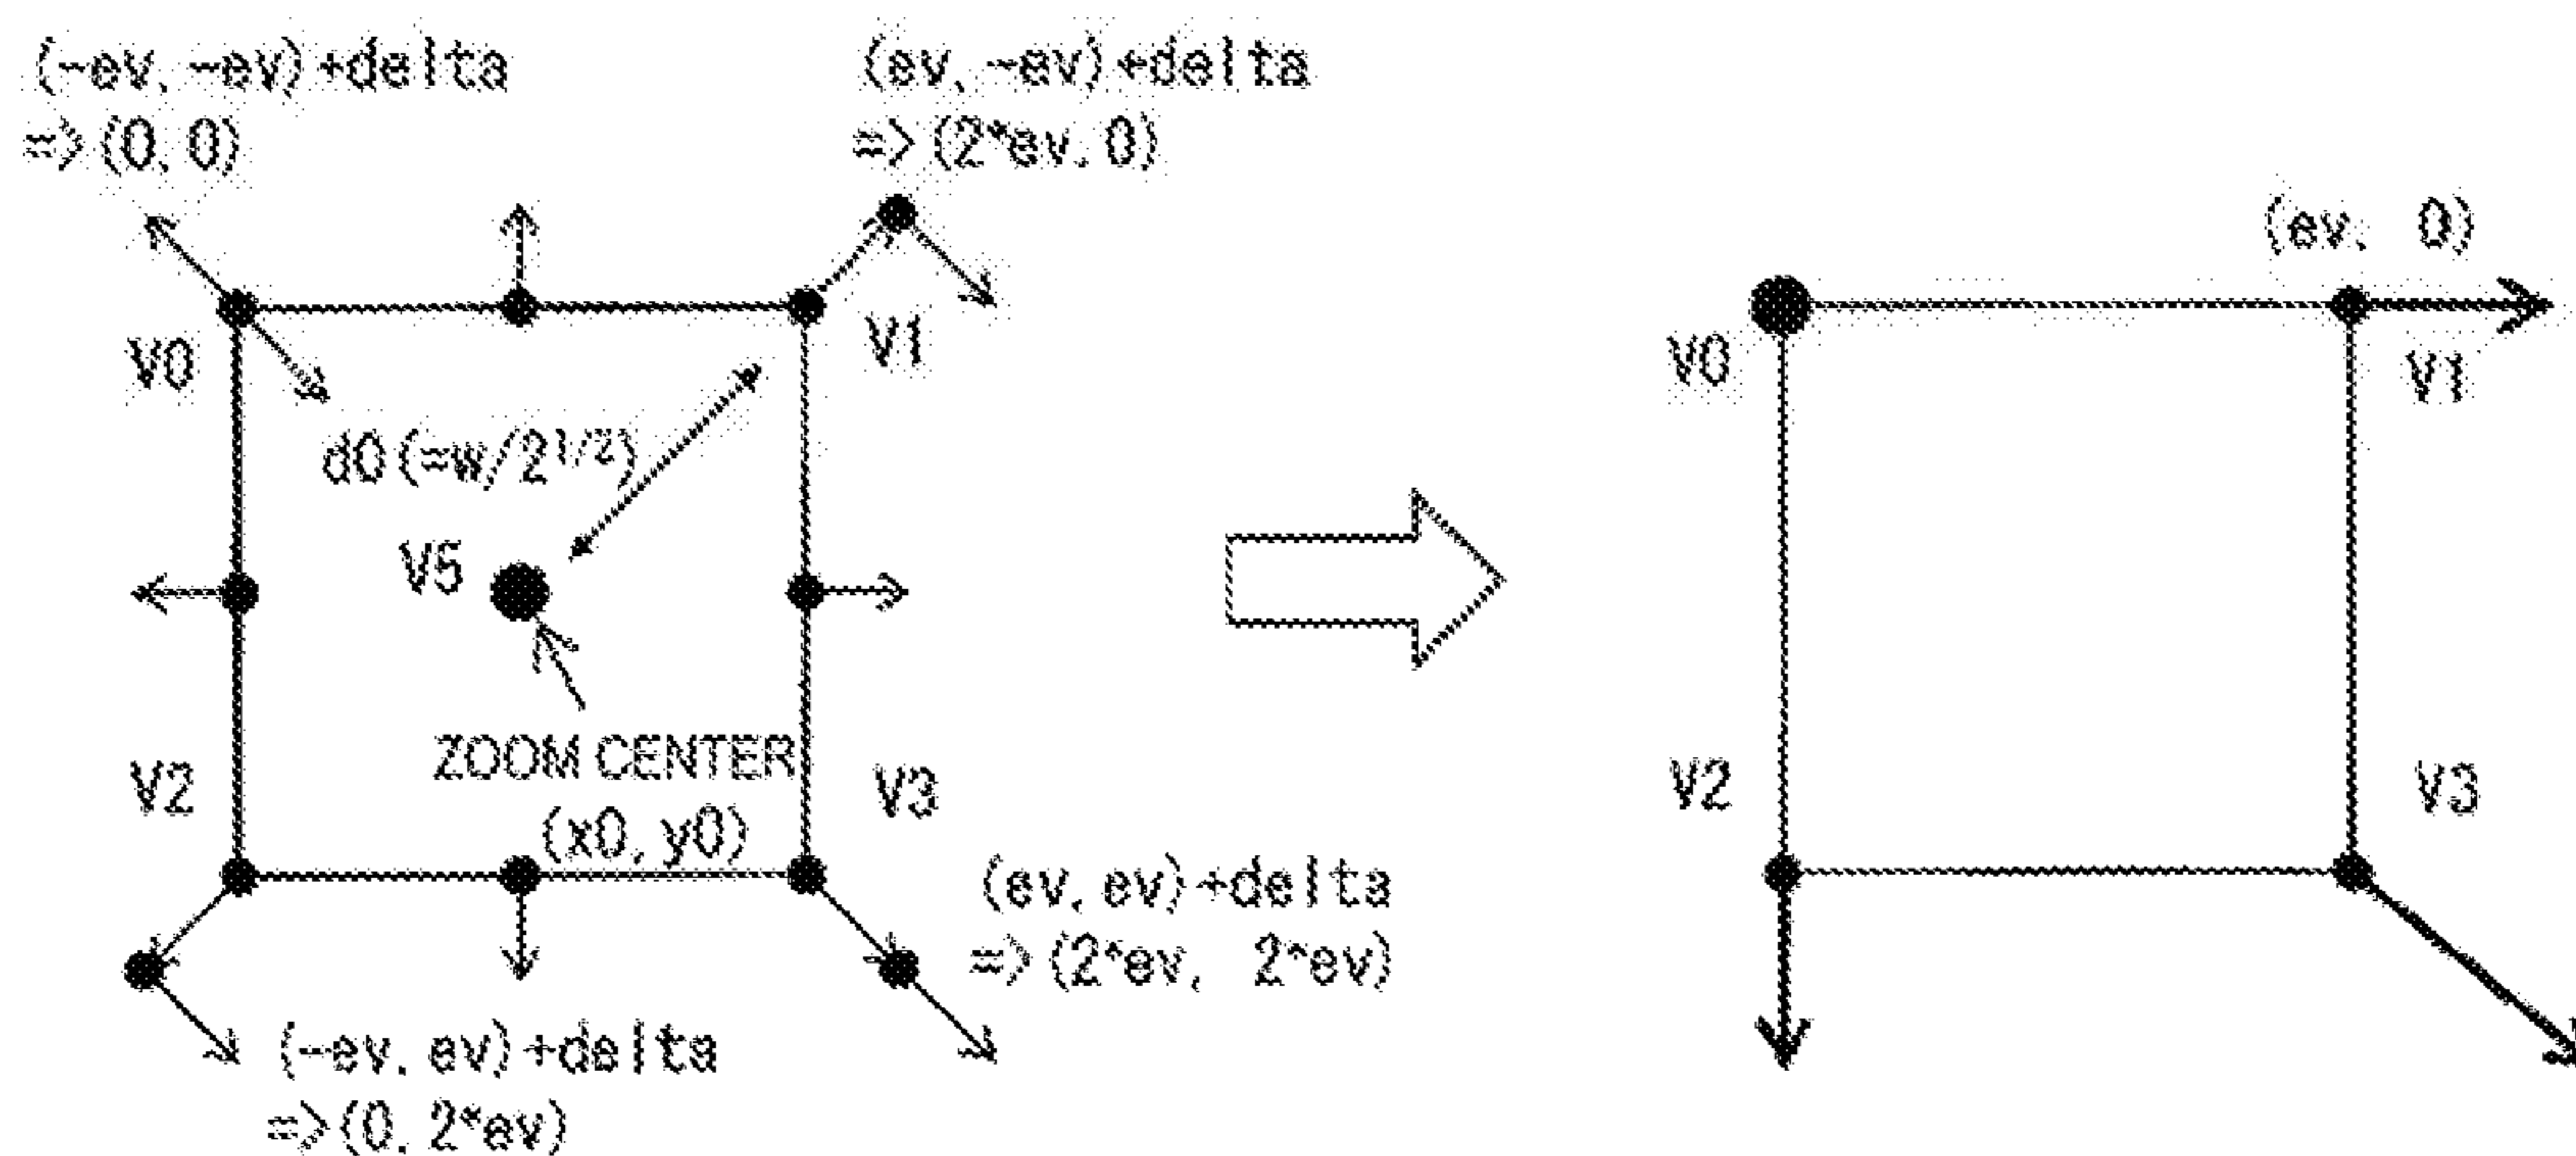 (-ev, -ev)+delta
=>(0, 0)
(ev, -ev)+delta
=>(2*ev, 0)
V0
V1
d0(=w/2^{1/2})
V5
ZOOM CENTER
(x0, y0)
V2
V3
(ev, ev)+delta
=>(2*ev, 2*ev)
(-ev, ev)+delta
=>(0, 2*ev)
(ev, 0)
V0
V1
V2
V3